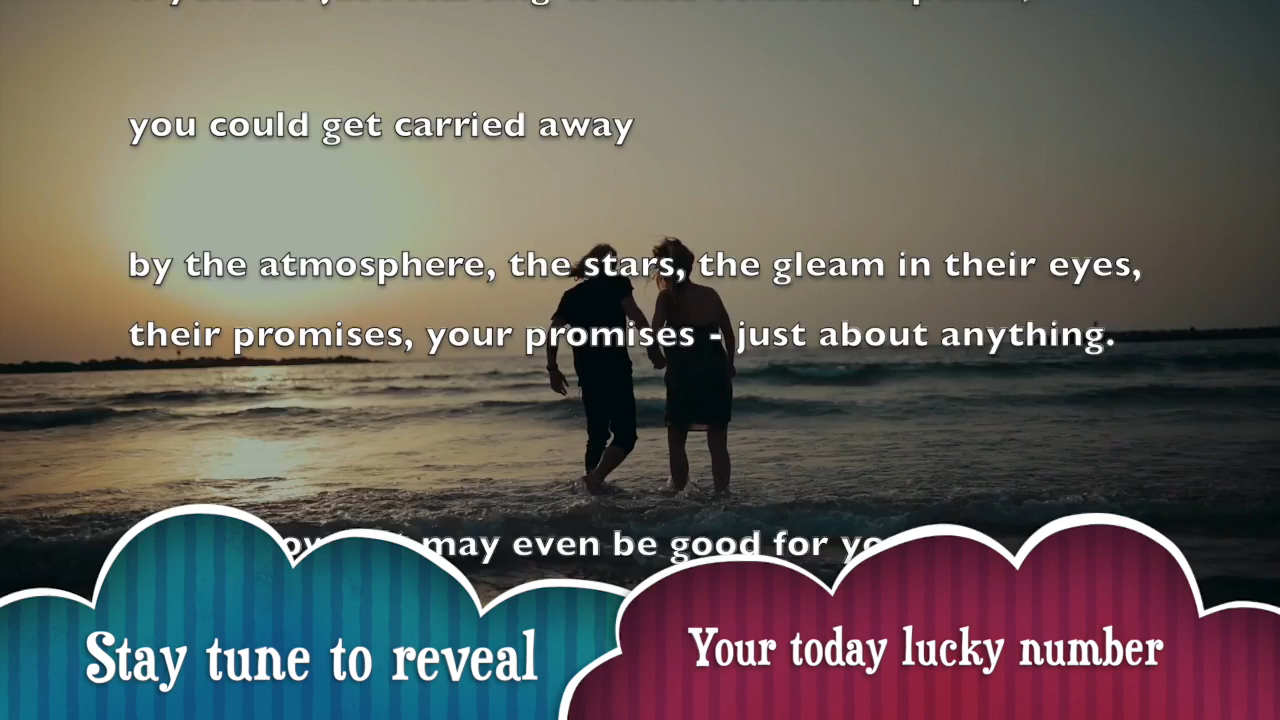 you could get carried away
by the atmosphere, the stars, the gleam in their eyes,
their promises, your promises - just about anything.
may even be good for
Stay tune to reveal
Your today lucky number